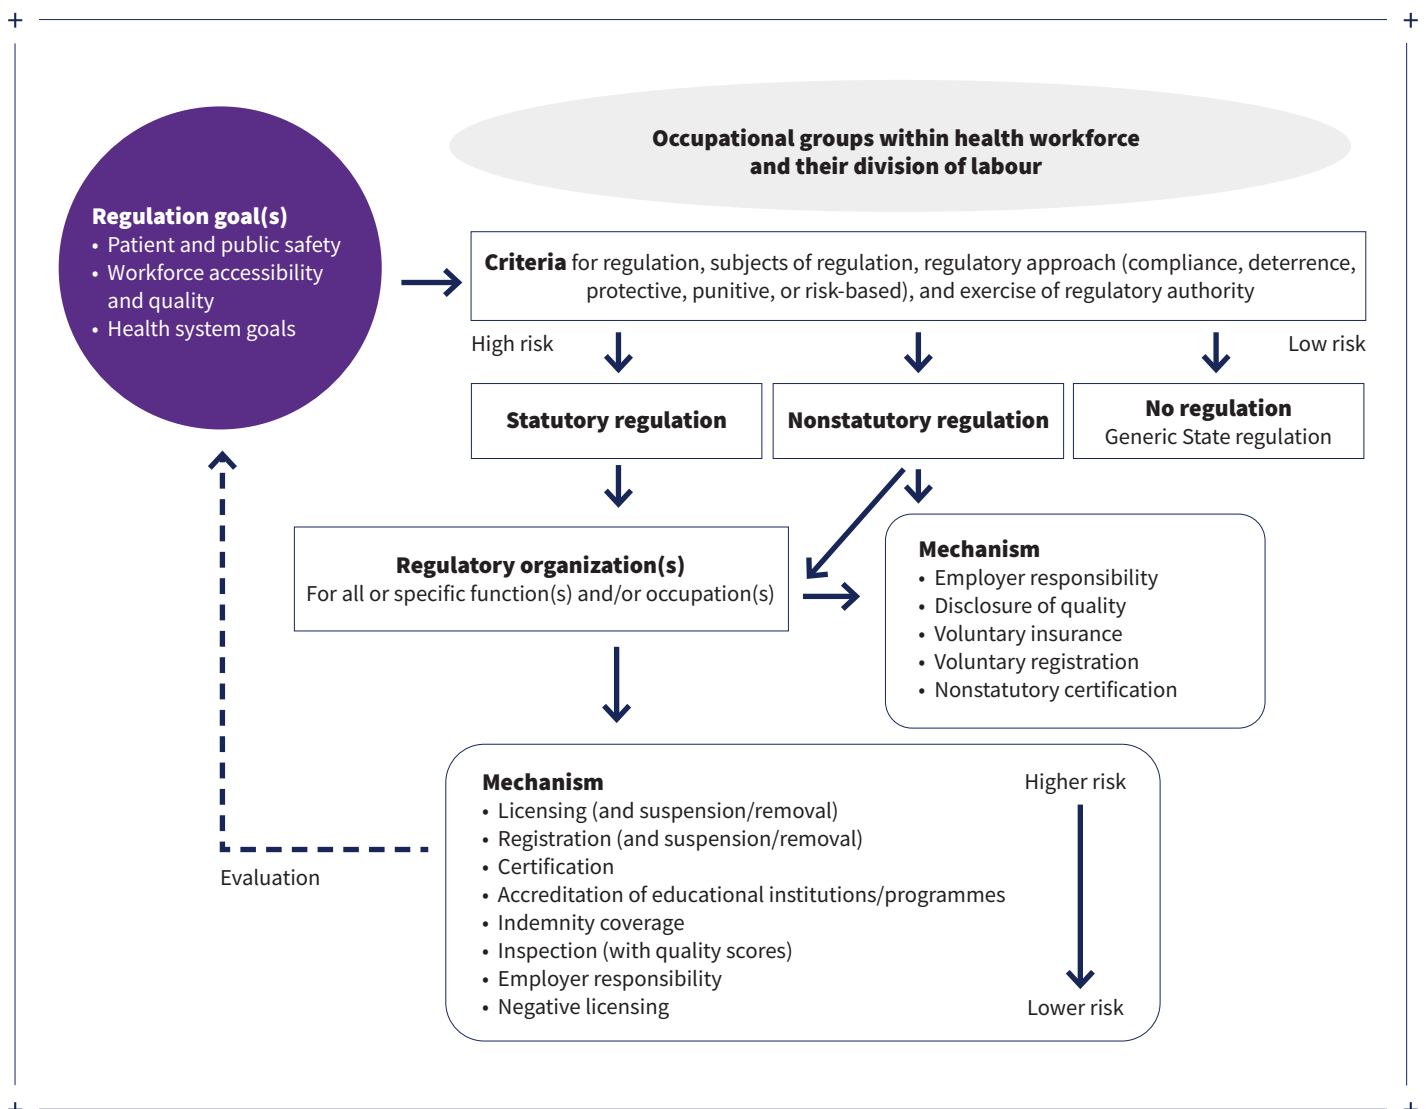 Occupational groups within health workforce
and their division of labour
Regulation goal(s)
• Patient and public safety
• Workforce accessibility
and quality
• Health system goals
Criteria for regulation, subjects of regulation, regulatory approach (compliance, deterrence,
protective, punitive, or risk-based), and exercise of regulatory authority
High risk
Low risk
Statutory regulation
Nonstatutory regulation
No regulation
Generic State regulation
Regulatory organization(s)
For all or specific function(s) and/or occupation(s)
Mechanism
• Employer responsibility
• Disclosure of quality
• Voluntary insurance
• Voluntary registration
• Nonstatutory certification
Mechanism
• Licensing (and suspension/removal)
• Registration (and suspension/removal)
• Certification
• Accreditation of educational institutions/programmes
• Indemnity coverage
• Inspection (with quality scores)
• Employer responsibility
• Negative licensing
Higher risk
Lower risk
Evaluation